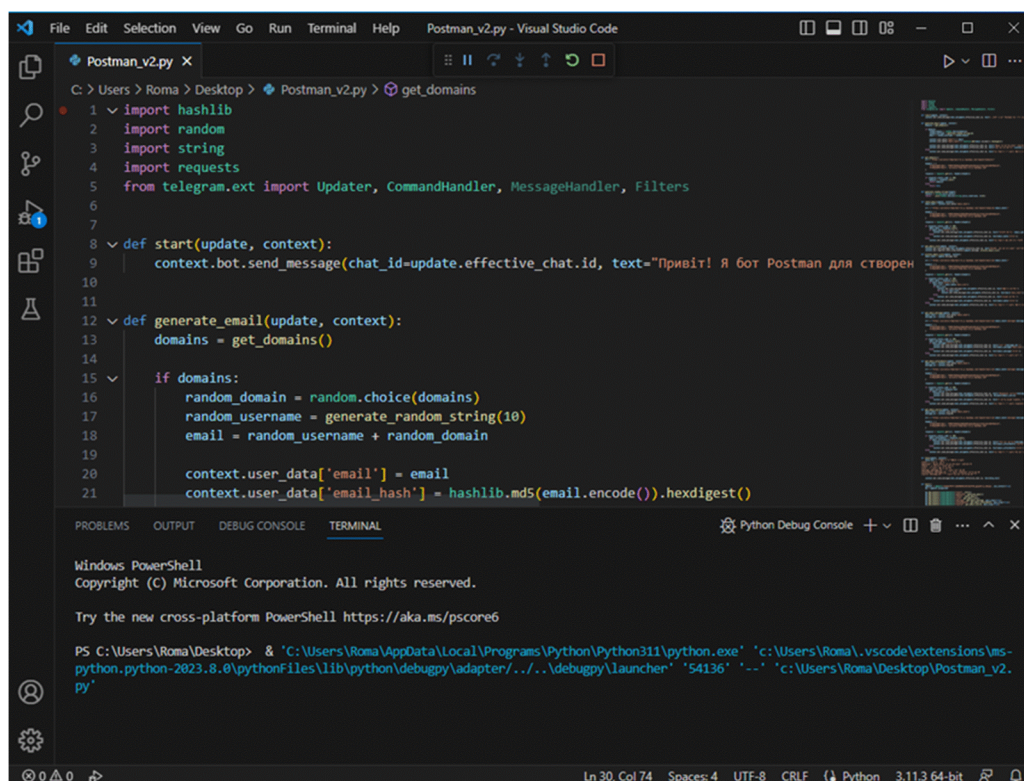 File Edit Selection View Go Run Terminal Help Postman_v2.py - Visual Studio Code
Postman_v2.py
C: > Users > Roma > Desktop > Postman_v2.py > get_domains
1 import hashlib
2 import random
3 import string
4 import requests
5 from telegram.ext import Updater, CommandHandler, MessageHandler, Filters
6
7
8 def start(update, context):
9 context.bot.send_message(chat_id=update.effective_chat.id, text="Привіт! Я бот Postman для створен
10
11
12 def generate_email(update, context):
13 domains = get_domains()
14
15 if domains:
16 random_domain = random.choice(domains)
17 random_username = generate_random_string(10)
18 email = random_username + random_domain
19
20 context.user_data['email'] = email
21 context.user_data['email_hash'] = hashlib.md5(email.encode()).hexdigest()
1
PROBLEMS OUTPUT DEBUG CONSOLE TERMINAL Python Debug Console
Windows PowerShell
Copyright (C) Microsoft Corporation. All rights reserved.
Try the new cross-platform PowerShell https://aka.ms/pscore6
PS C:\Users\Roma\Desktop> & 'C:\Users\Roma\AppData\Local\Programs\Python\Python311\python.exe' 'c:\Users\Roma\.vscode\extensions\ms-
python.python-2023.8.0\pythonFiles\lib\python\debugpy\adapter/../..\debugpy\launcher' '54136' '--' 'c:\Users\Roma\Desktop\Postman_v2.
py'
0 0 Ln 30, Col 74 Spaces: 4 UTF-8 CRLF Python 3.11.3 64-bit